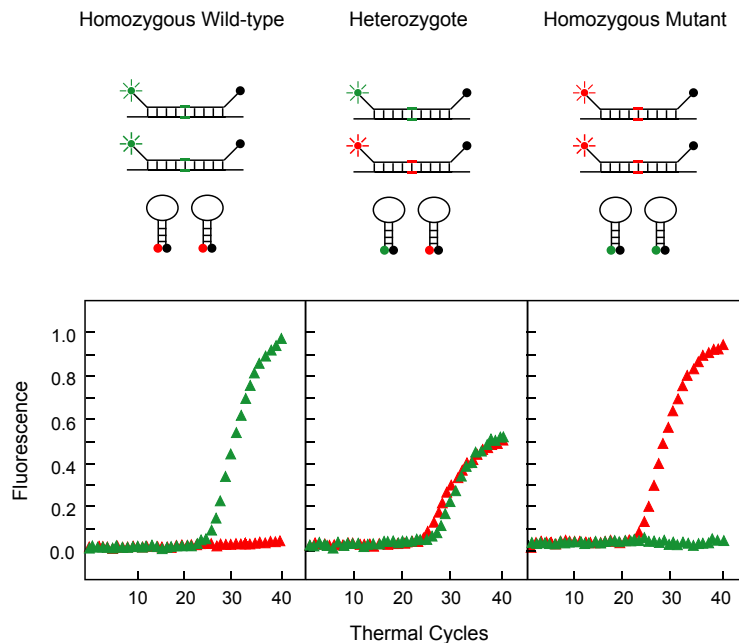 Homozygous Wild-type
Heterozygote
Homozygous Mutant
Fluorescence
1.0
0.8
0.6
0.4
0.2
0.0
10 20 30 40
10 20 30 40
10 20 30 40
Thermal Cycles